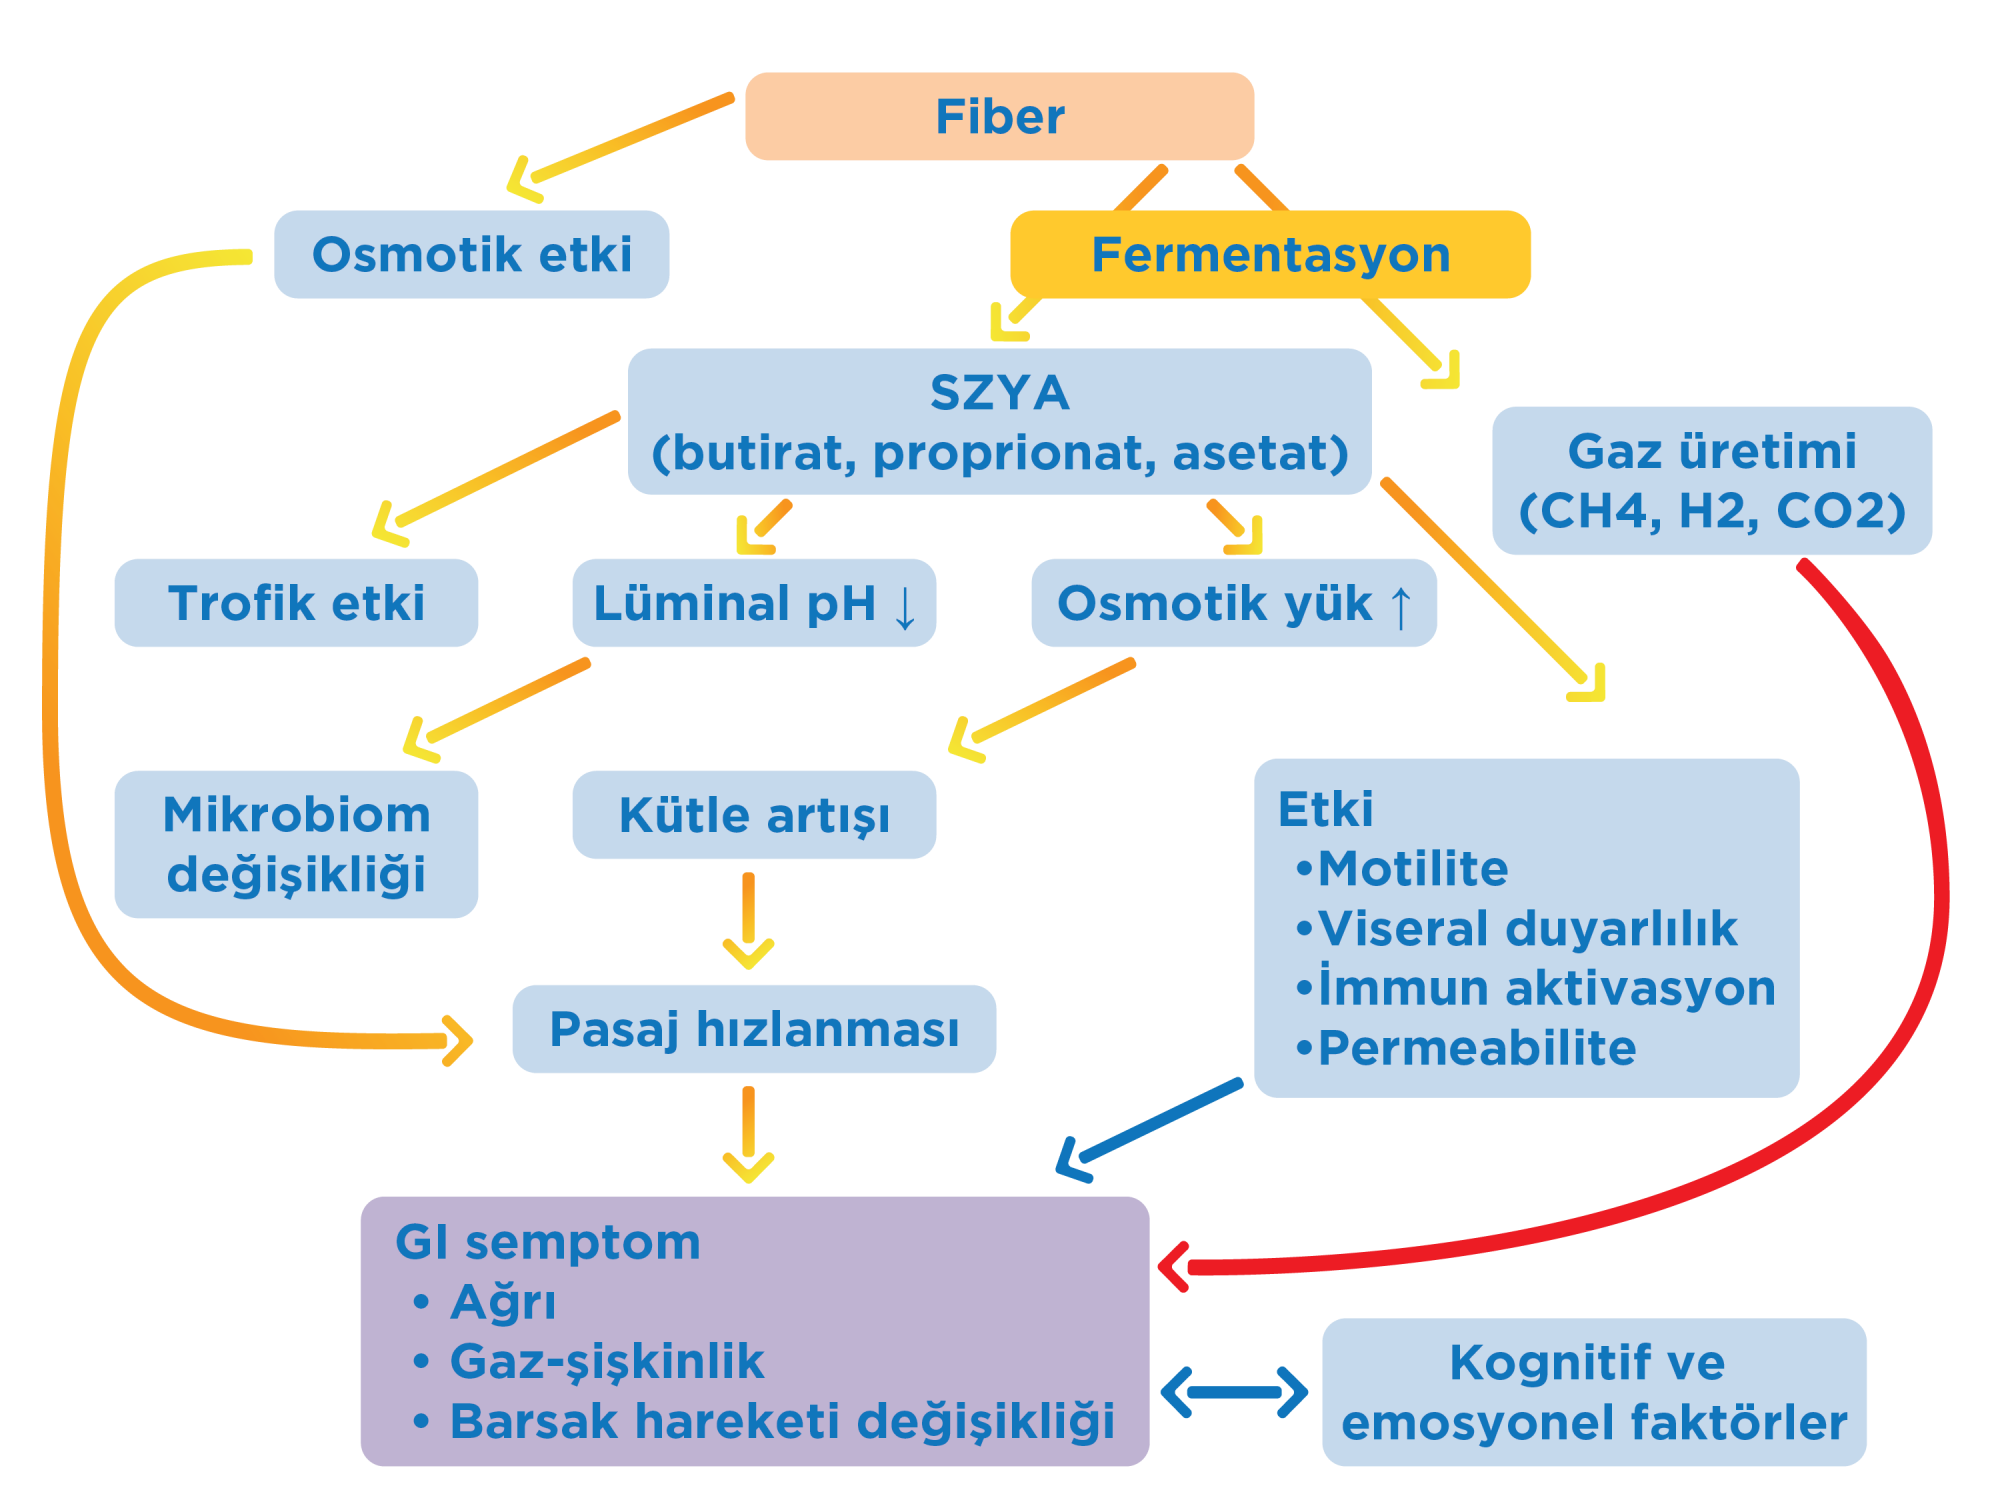 Fiber
Osmotik etki
Fermentasyon
SZYA
(butirat, proprionat, asetat)
Gaz üretimi
(CH4, H2, CO2)
Trofik etki
Lüminal pH ↓
Osmotik yük ↑
Mikrobiom
değişikliği
Kütle artışı
Etki
•Motilite
•Viseral duyarlılık
•İmmun aktivasyon
•Permeabilite
Pasaj hızlanması
GI semptom
• Ağrı
• Gaz-şişkinlik
• Barsak hareketi değişikliği
Kognitif ve
emosyonel faktörler